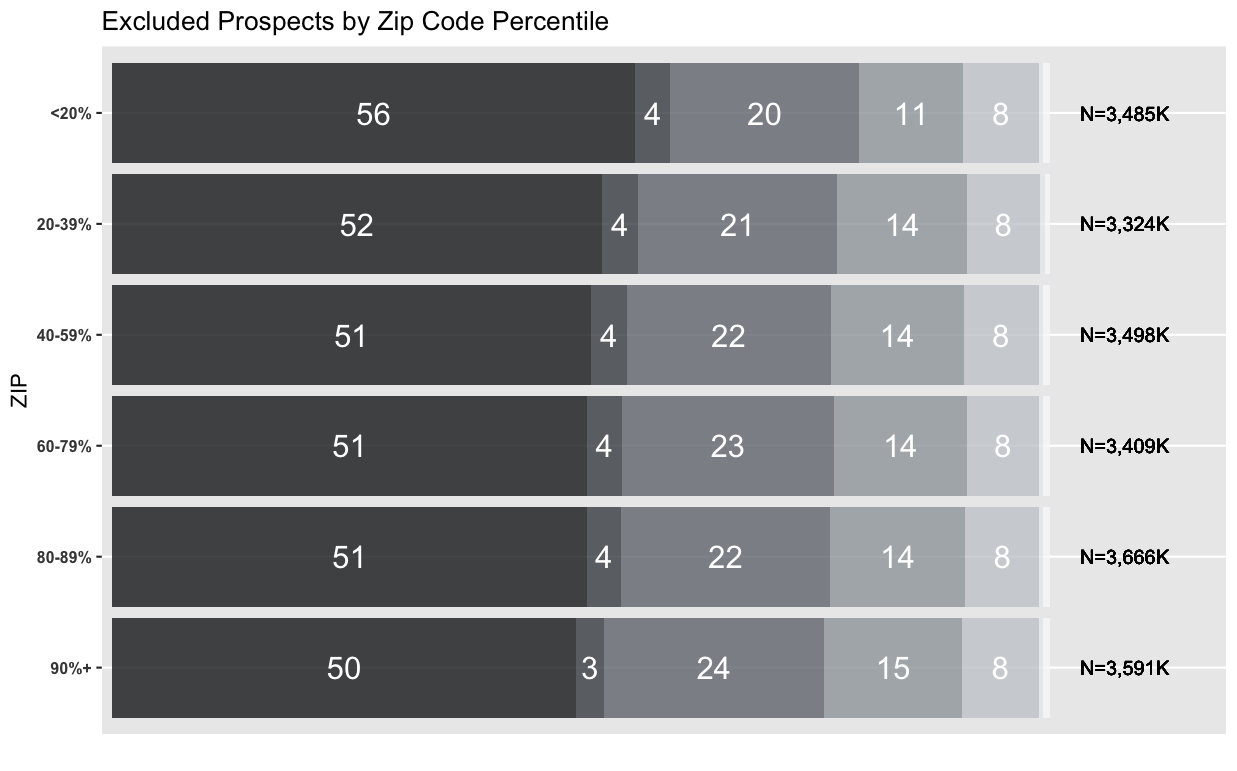 Excluded Prospects by Zip Code Percentile
<20% 56 4 20 11 8 N=3,485K
20-39% 52 4 21 14 8 N=3,324K
40-59% 51 4 22 14 8 N=3,498K
ZIP
60-79% 51 4 23 14 8 N=3,409K
80-89% 51 4 22 14 8 N=3,666K
90%+ 50 3 24 15 8 N=3,591K